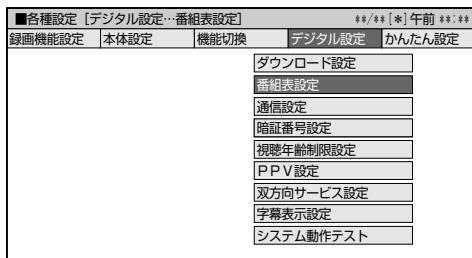 ■各種設定［デジタル設定…番組表設定］ **/**［*］午前 **:**
録画機能設定 本体設定 機能切換 デジタル設定 かんたん設定
ダウンロード設定
番組表設定
通信設定
暗証番号設定
視聴年齢制限設定
ＰＰＶ設定
双方向サービス設定
字幕表示設定
システム動作テスト